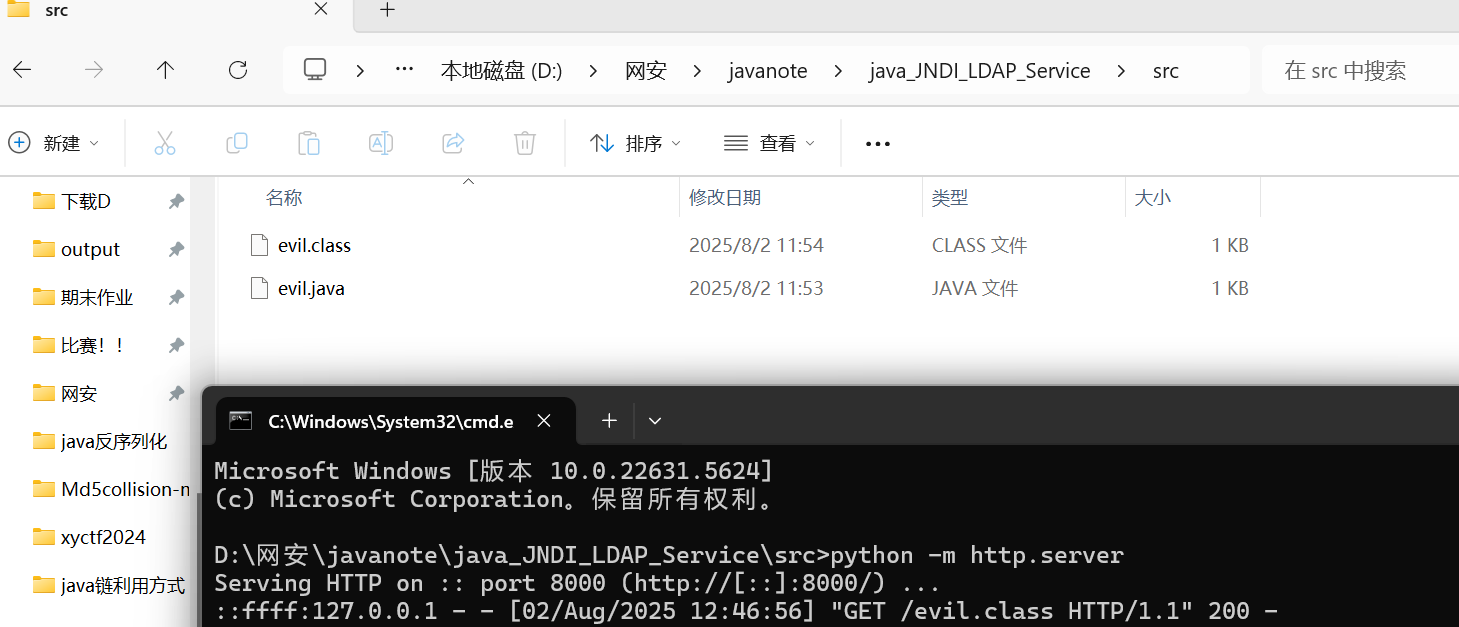 src
本地磁盘 (D:) > 网安 > javanote > java_JNDI_LDAP_Service > src
在 src 中搜索
新建
排序
查看
名称 修改日期 类型 大小
下载D
output
期末作业
比赛！！
网安
java反序列化
Md5collision-m
xyctf2024
java链利用方式
evil.class 2025/8/2 11:54 CLASS 文件 1 KB
evil.java 2025/8/2 11:53 JAVA 文件 1 KB
C:\Windows\System32\cmd.e
Microsoft Windows [版本 10.0.22631.5624]
(c) Microsoft Corporation。保留所有权利。
D:\网安\javanote\java_JNDI_LDAP_Service\src>python -m http.server
Serving HTTP on :: port 8000 (http://[::]:8000/) ...
::ffff:127.0.0.1 - - [02/Aug/2025 12:46:56] "GET /evil.class HTTP/1.1" 200 -